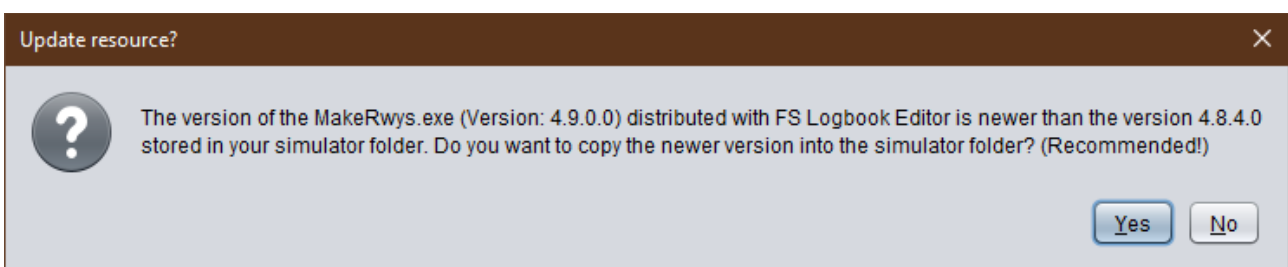 Update resource?
The version of the MakeRwys.exe (Version: 4.9.0.0) distributed with FS Logbook Editor is newer than the version 4.8.4.0
stored in your simulator folder. Do you want to copy the newer version into the simulator folder? (Recommended!)
Yes No